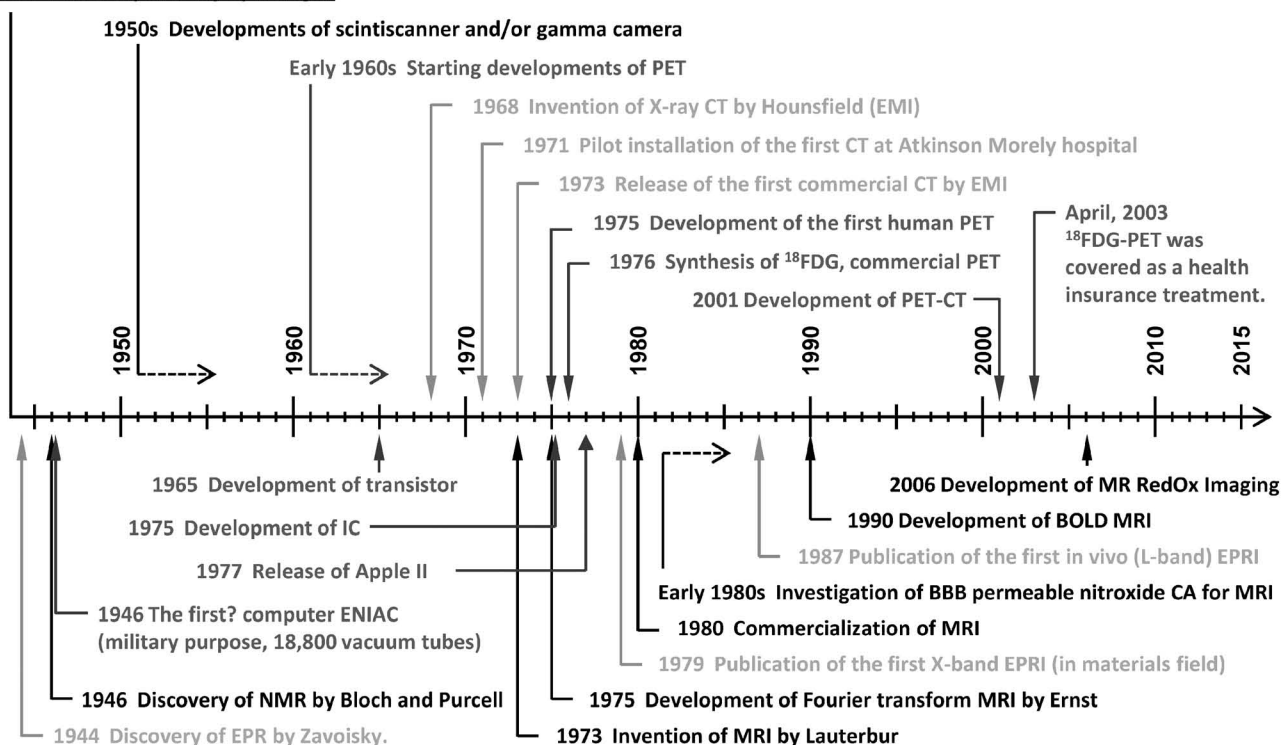 1950s Developments of scintiscanner and/or gamma camera
Early 1960s Starting developments of PET
1968 Invention of X-ray CT by Hounsfield (EMI)
1971 Pilot installation of the first CT at Atkinson Morely hospital
1973 Release of the first commercial CT by EMI
1975 Development of the first human PET
1976 Synthesis of ¹⁸FDG, commercial PET
2001 Development of PET-CT
April, 2003
¹⁸FDG-PET was
covered as a health
insurance treatment.
1950
1960
1970
1980
1990
2000
2010
2015
1965 Development of transistor
1975 Development of IC
1977 Release of Apple II
1946 The first? computer ENIAC
(military purpose, 18,800 vacuum tubes)
1946 Discovery of NMR by Bloch and Purcell
1944 Discovery of EPR by Zavoisky.
2006 Development of MR RedOx Imaging
1990 Development of BOLD MRI
1987 Publication of the first in vivo (L-band) EPRI
Early 1980s Investigation of BBB permeable nitroxide CA for MRI
1980 Commercialization of MRI
1979 Publication of the first X-band EPRI (in materials field)
1975 Development of Fourier transform MRI by Ernst
1973 Invention of MRI by Lauterbur